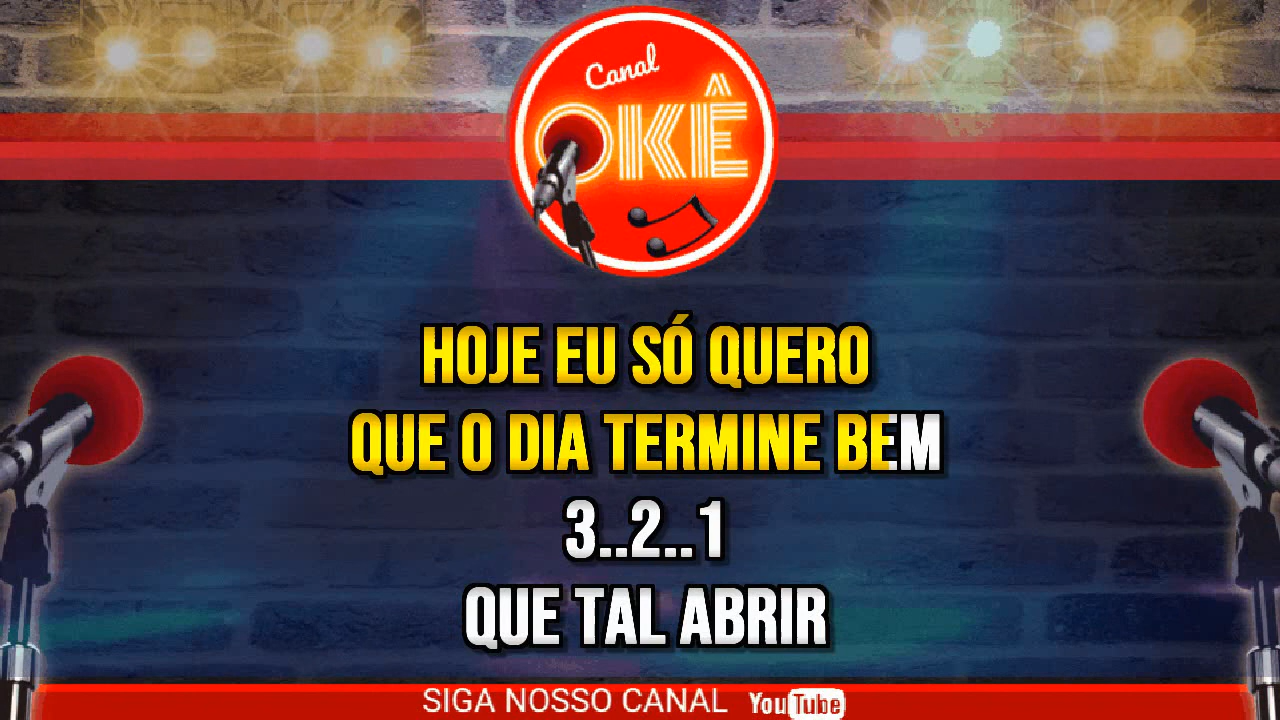 Canal
OKÊ
HOJE EU SÓ QUERO
QUE O DIA TERMINE BEM
3..2..1
QUE TAL ABRIR
SIGA NOSSO CANAL YouTube